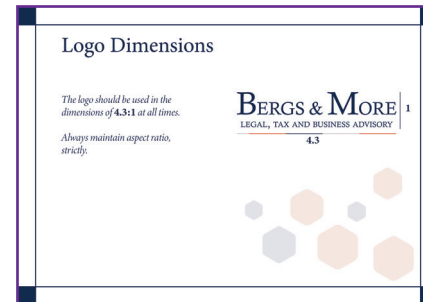 Logo Dimensions
The logo should be used in the
dimensions of 4.3:1 at all times.
Always maintain aspect ratio,
strictly.
BERGS & MORE
LEGAL, TAX AND BUSINESS ADVISORY
1
4.3